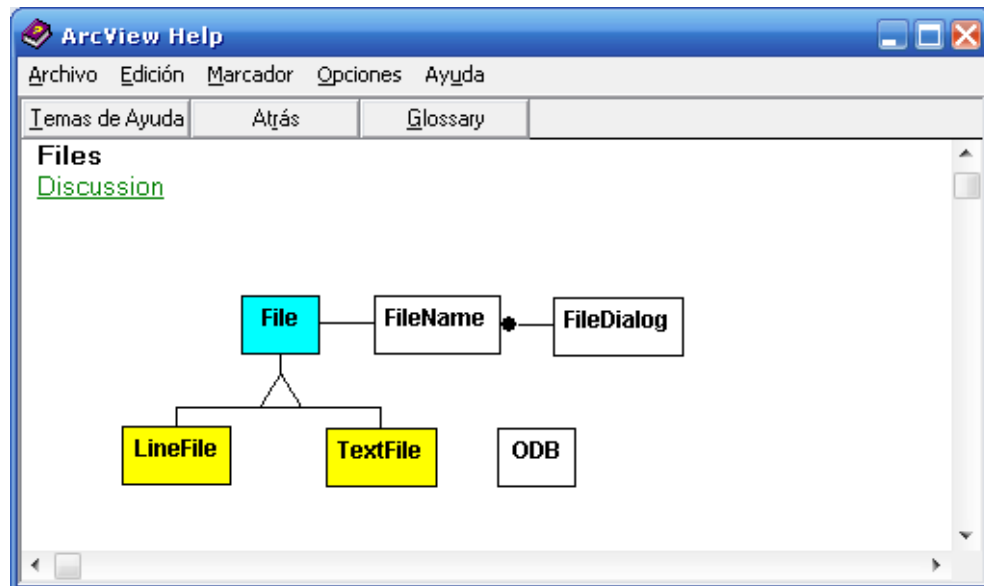 ArcView Help
Archivo Edición Marcador Opciones Ayuda
Temas de Ayuda Atrás Glossary
Files
Discussion
File FileName FileDialog
LineFile TextFile ODB